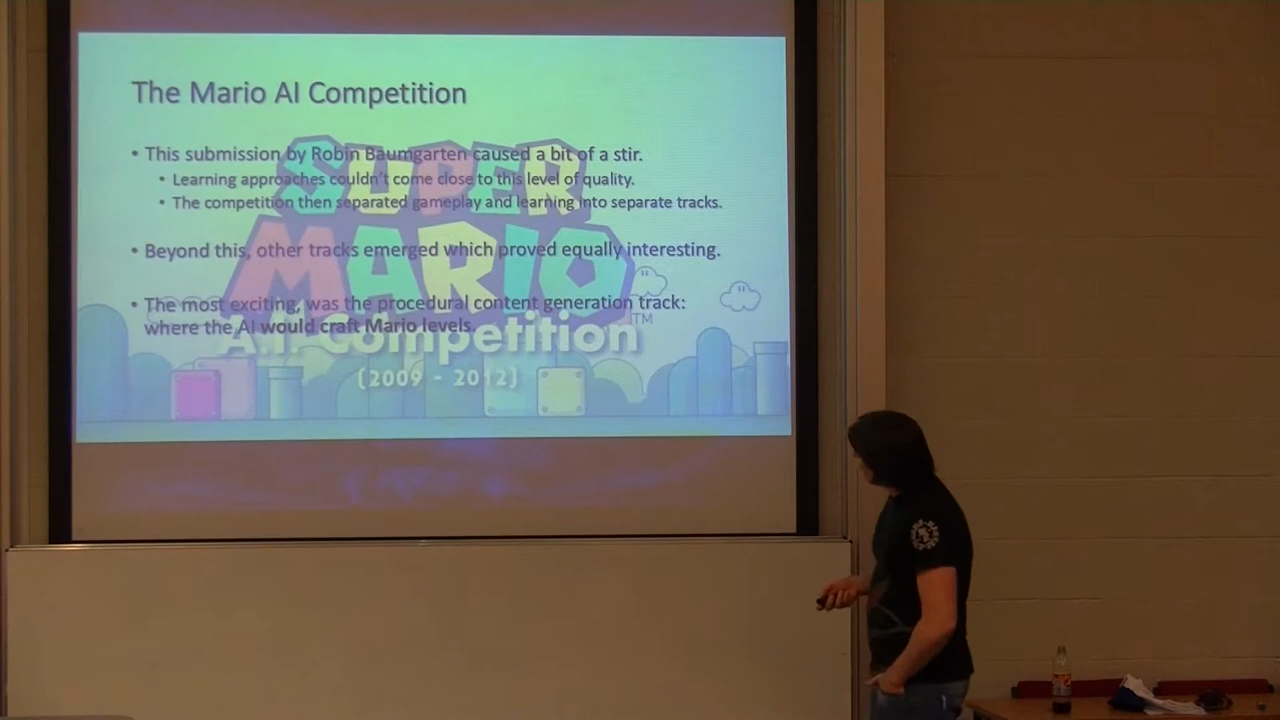 The Mario AI Competition
• This submission by Robin Baumgarten caused a bit of a stir.
• Learning approaches couldn't come close to this level of quality.
• The competition then separated gameplay and learning into separate tracks.
• Beyond this, other tracks emerged which proved equally interesting.
• The most exciting, was the procedural content generation track:
where the AI would craft Mario levels.
SUPER
MARIO
A.I. Competition
TM
(2009 - 2012)